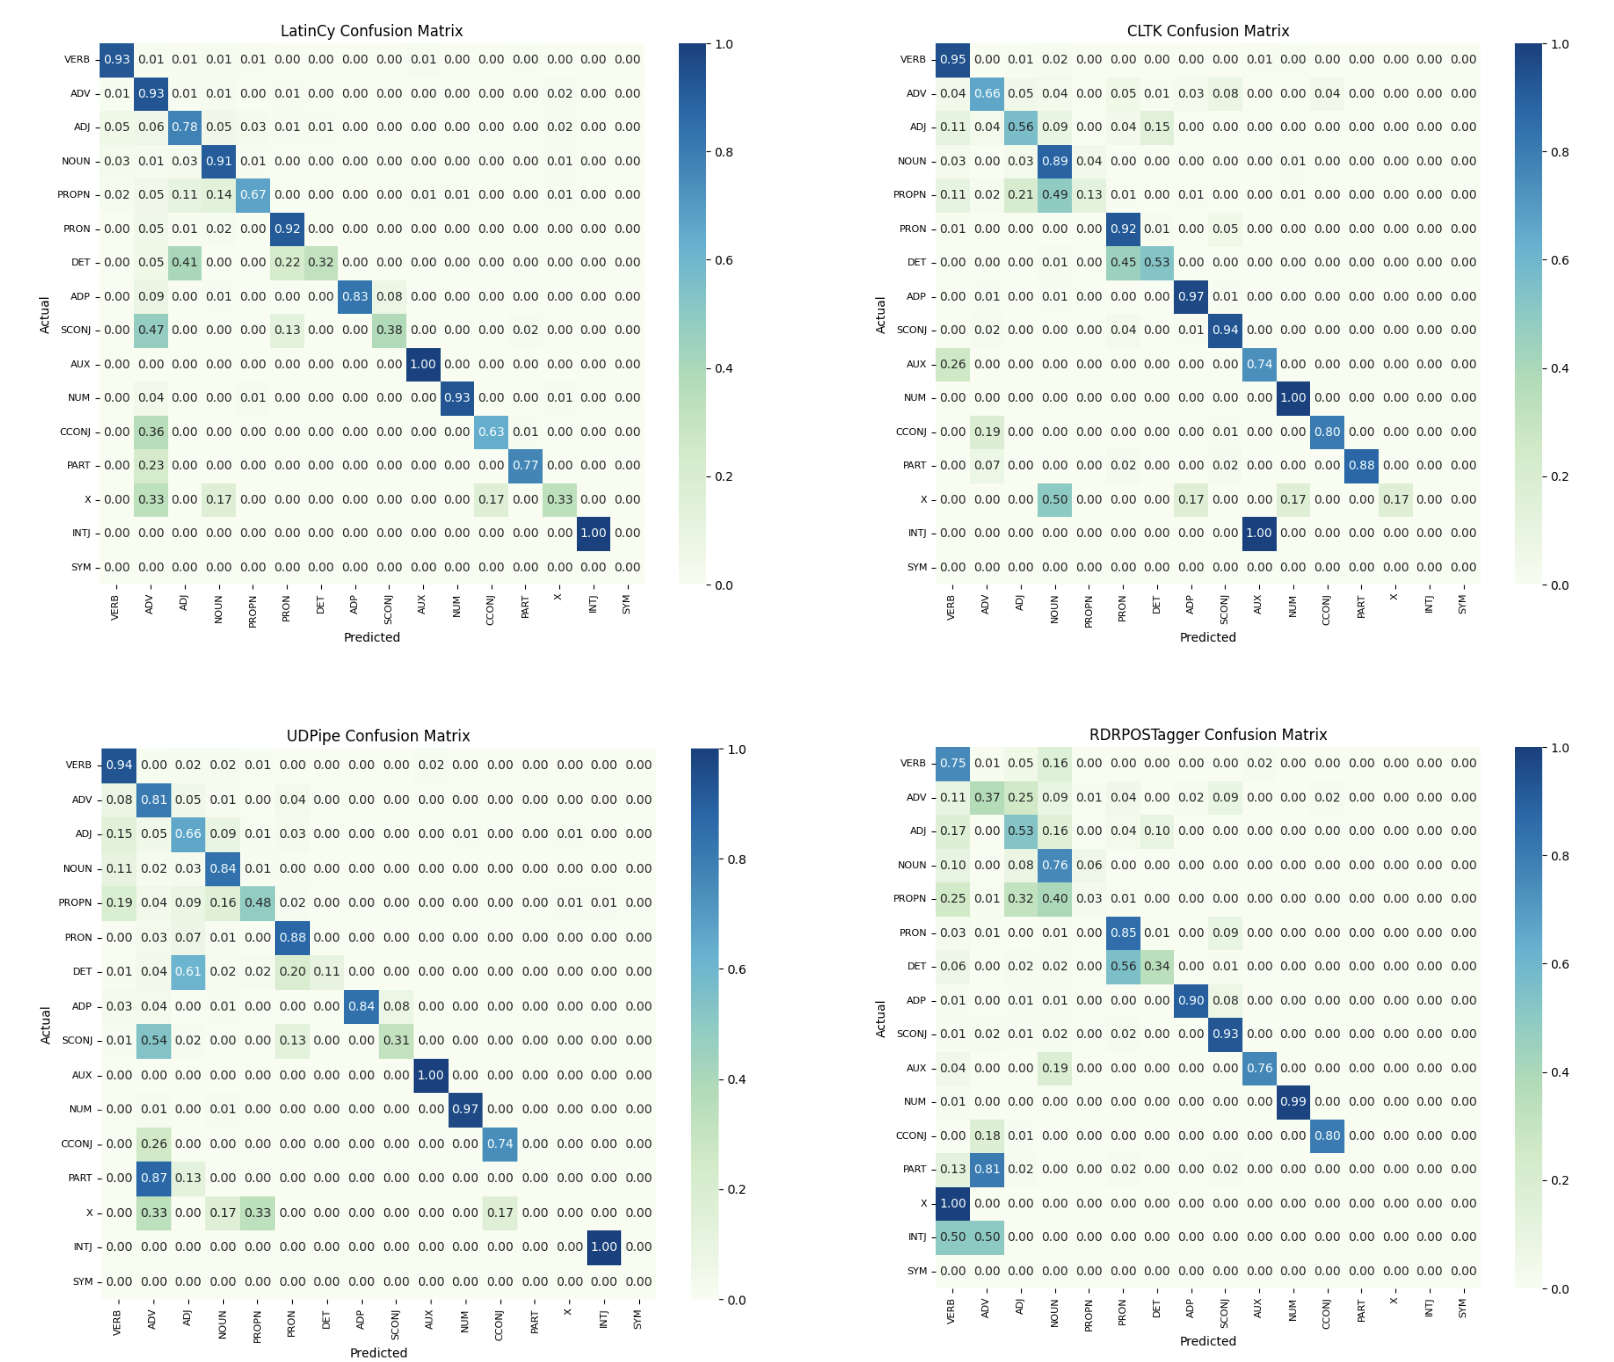 LatinCy Confusion Matrix
VERB 0.93 0.01 0.01 0.01 0.01 0.00 0.00 0.00 0.00 0.01 0.00 0.00 0.00 0.00 0.00 0.00
ADV 0.01 0.93 0.01 0.01 0.00 0.01 0.00 0.00 0.00 0.00 0.00 0.00 0.00 0.02 0.00 0.00
ADJ 0.05 0.06 0.78 0.05 0.03 0.01 0.01 0.00 0.00 0.00 0.00 0.00 0.00 0.02 0.00 0.00
NOUN 0.03 0.01 0.03 0.91 0.01 0.00 0.00 0.00 0.00 0.00 0.00 0.00 0.00 0.01 0.00 0.00
PROPN 0.02 0.05 0.11 0.14 0.67 0.00 0.00 0.00 0.00 0.01 0.01 0.00 0.00 0.01 0.00 0.00
PRON 0.00 0.05 0.01 0.02 0.00 0.92 0.00 0.00 0.00 0.00 0.00 0.00 0.00 0.00 0.00 0.00
DET 0.00 0.05 0.41 0.00 0.00 0.22 0.32 0.00 0.00 0.00 0.00 0.00 0.00 0.00 0.00 0.00
ADP 0.00 0.09 0.00 0.01 0.00 0.00 0.00 0.83 0.08 0.00 0.00 0.00 0.00 0.00 0.00 0.00
SCONJ 0.00 0.47 0.00 0.00 0.00 0.13 0.00 0.00 0.38 0.00 0.00 0.00 0.02 0.00 0.00 0.00
AUX 0.00 0.00 0.00 0.00 0.00 0.00 0.00 0.00 0.00 1.00 0.00 0.00 0.00 0.00 0.00 0.00
NUM 0.00 0.04 0.00 0.00 0.01 0.00 0.00 0.00 0.00 0.00 0.93 0.00 0.00 0.01 0.00 0.00
CCONJ 0.00 0.36 0.00 0.00 0.00 0.00 0.00 0.00 0.00 0.00 0.00 0.63 0.01 0.00 0.00 0.00
PART 0.00 0.23 0.00 0.00 0.00 0.00 0.00 0.00 0.00 0.00 0.00 0.00 0.77 0.00 0.00 0.00
X 0.00 0.33 0.00 0.17 0.00 0.00 0.00 0.00 0.00 0.00 0.00 0.17 0.00 0.33 0.00 0.00
INTJ 0.00 0.00 0.00 0.00 0.00 0.00 0.00 0.00 0.00 0.00 0.00 0.00 0.00 0.00 1.00 0.00
SYM 0.00 0.00 0.00 0.00 0.00 0.00 0.00 0.00 0.00 0.00 0.00 0.00 0.00 0.00 0.00 0.00
VERB ADV ADJ NOUN PROPN PRON DET ADP SCONJ AUX NUM CCONJ PART X INTJ SYM
Predicted
Actual
1.0
0.8
0.6
0.4
0.2
0.0
CLTK Confusion Matrix
VERB 0.95 0.00 0.01 0.02 0.00 0.00 0.00 0.00 0.00 0.01 0.00 0.00 0.00 0.00 0.00 0.00
ADV 0.04 0.66 0.05 0.04 0.00 0.05 0.01 0.03 0.08 0.00 0.00 0.04 0.00 0.00 0.00 0.00
ADJ 0.11 0.04 0.56 0.09 0.00 0.04 0.15 0.00 0.00 0.00 0.00 0.00 0.00 0.00 0.00 0.00
NOUN 0.03 0.00 0.03 0.89 0.04 0.00 0.00 0.00 0.00 0.00 0.01 0.00 0.00 0.00 0.00 0.00
PROPN 0.11 0.02 0.21 0.49 0.13 0.01 0.00 0.01 0.00 0.00 0.01 0.00 0.00 0.00 0.00 0.00
PRON 0.01 0.00 0.00 0.00 0.00 0.92 0.01 0.00 0.05 0.00 0.00 0.00 0.00 0.00 0.00 0.00
DET 0.00 0.00 0.00 0.01 0.00 0.45 0.53 0.00 0.00 0.00 0.00 0.00 0.00 0.00 0.00 0.00
ADP 0.00 0.01 0.00 0.01 0.00 0.00 0.00 0.97 0.01 0.00 0.00 0.00 0.00 0.00 0.00 0.00
SCONJ 0.00 0.02 0.00 0.00 0.00 0.04 0.00 0.01 0.94 0.00 0.00 0.00 0.00 0.00 0.00 0.00
AUX 0.26 0.00 0.00 0.00 0.00 0.00 0.00 0.00 0.00 0.74 0.00 0.00 0.00 0.00 0.00 0.00
NUM 0.00 0.00 0.00 0.00 0.00 0.00 0.00 0.00 0.00 0.00 1.00 0.00 0.00 0.00 0.00 0.00
CCONJ 0.00 0.19 0.00 0.00 0.00 0.00 0.00 0.00 0.01 0.00 0.00 0.80 0.00 0.00 0.00 0.00
PART 0.00 0.07 0.00 0.00 0.00 0.02 0.00 0.00 0.02 0.00 0.00 0.00 0.88 0.00 0.00 0.00
X 0.00 0.00 0.00 0.50 0.00 0.00 0.00 0.17 0.00 0.00 0.17 0.00 0.00 0.17 0.00 0.00
INTJ 0.00 0.00 0.00 0.00 0.00 0.00 0.00 0.00 0.00 1.00 0.00 0.00 0.00 0.00 0.00 0.00
SYM 0.00 0.00 0.00 0.00 0.00 0.00 0.00 0.00 0.00 0.00 0.00 0.00 0.00 0.00 0.00 0.00
VERB ADV ADJ NOUN PROPN PRON DET ADP SCONJ AUX NUM CCONJ PART X INTJ SYM
Predicted
Actual
1.0
0.8
0.6
0.4
0.2
0.0
UDPipe Confusion Matrix
VERB 0.94 0.00 0.02 0.02 0.01 0.00 0.00 0.00 0.00 0.02 0.00 0.00 0.00 0.00 0.00 0.00
ADV 0.08 0.81 0.05 0.01 0.00 0.04 0.00 0.00 0.00 0.00 0.00 0.00 0.00 0.00 0.00 0.00
ADJ 0.15 0.05 0.66 0.09 0.01 0.03 0.00 0.00 0.00 0.00 0.01 0.00 0.00 0.01 0.00 0.00
NOUN 0.11 0.02 0.03 0.84 0.01 0.00 0.00 0.00 0.00 0.00 0.00 0.00 0.00 0.00 0.00 0.00
PROPN 0.19 0.04 0.09 0.16 0.48 0.02 0.00 0.00 0.00 0.00 0.00 0.00 0.00 0.01 0.01 0.00
PRON 0.00 0.03 0.07 0.01 0.00 0.88 0.00 0.00 0.00 0.00 0.00 0.00 0.00 0.00 0.00 0.00
DET 0.01 0.04 0.61 0.02 0.02 0.20 0.11 0.00 0.00 0.00 0.00 0.00 0.00 0.00 0.00 0.00
ADP 0.03 0.04 0.00 0.01 0.00 0.00 0.00 0.84 0.08 0.00 0.00 0.00 0.00 0.00 0.00 0.00
SCONJ 0.01 0.54 0.02 0.00 0.00 0.13 0.00 0.00 0.31 0.00 0.00 0.00 0.00 0.00 0.00 0.00
AUX 0.00 0.00 0.00 0.00 0.00 0.00 0.00 0.00 0.00 1.00 0.00 0.00 0.00 0.00 0.00 0.00
NUM 0.00 0.01 0.00 0.01 0.00 0.00 0.00 0.00 0.00 0.00 0.97 0.00 0.00 0.00 0.00 0.00
CCONJ 0.00 0.26 0.00 0.00 0.00 0.00 0.00 0.00 0.00 0.00 0.00 0.74 0.00 0.00 0.00 0.00
PART 0.00 0.87 0.13 0.00 0.00 0.00 0.00 0.00 0.00 0.00 0.00 0.00 0.00 0.00 0.00 0.00
X 0.00 0.33 0.00 0.17 0.33 0.00 0.00 0.00 0.00 0.00 0.00 0.17 0.00 0.00 0.00 0.00
INTJ 0.00 0.00 0.00 0.00 0.00 0.00 0.00 0.00 0.00 0.00 0.00 0.00 0.00 0.00 1.00 0.00
SYM 0.00 0.00 0.00 0.00 0.00 0.00 0.00 0.00 0.00 0.00 0.00 0.00 0.00 0.00 0.00 0.00
VERB ADV ADJ NOUN PROPN PRON DET ADP SCONJ AUX NUM CCONJ PART X INTJ SYM
Predicted
Actual
1.0
0.8
0.6
0.4
0.2
0.0
RDRPOSTagger Confusion Matrix
VERB 0.75 0.01 0.05 0.16 0.00 0.00 0.00 0.00 0.00 0.02 0.00 0.00 0.00 0.00 0.00 0.00
ADV 0.11 0.37 0.25 0.09 0.01 0.04 0.00 0.02 0.09 0.00 0.00 0.02 0.00 0.00 0.00 0.00
ADJ 0.17 0.00 0.53 0.16 0.00 0.04 0.10 0.00 0.00 0.00 0.00 0.00 0.00 0.00 0.00 0.00
NOUN 0.10 0.00 0.08 0.76 0.06 0.00 0.00 0.00 0.00 0.00 0.00 0.00 0.00 0.00 0.00 0.00
PROPN 0.25 0.01 0.32 0.40 0.03 0.01 0.00 0.00 0.00 0.00 0.00 0.00 0.00 0.00 0.00 0.00
PRON 0.03 0.01 0.00 0.01 0.00 0.85 0.01 0.00 0.09 0.00 0.00 0.00 0.00 0.00 0.00 0.00
DET 0.06 0.00 0.02 0.02 0.00 0.56 0.34 0.00 0.01 0.00 0.00 0.00 0.00 0.00 0.00 0.00
ADP 0.01 0.00 0.01 0.01 0.00 0.00 0.00 0.90 0.08 0.00 0.00 0.00 0.00 0.00 0.00 0.00
SCONJ 0.01 0.02 0.01 0.02 0.00 0.02 0.00 0.00 0.93 0.00 0.00 0.00 0.00 0.00 0.00 0.00
AUX 0.04 0.00 0.00 0.19 0.00 0.00 0.00 0.00 0.00 0.76 0.00 0.00 0.00 0.00 0.00 0.00
NUM 0.01 0.00 0.00 0.00 0.00 0.00 0.00 0.00 0.00 0.00 0.99 0.00 0.00 0.00 0.00 0.00
CCONJ 0.00 0.18 0.01 0.00 0.00 0.00 0.00 0.00 0.00 0.00 0.00 0.80 0.00 0.00 0.00 0.00
PART 0.13 0.81 0.02 0.00 0.00 0.02 0.00 0.00 0.02 0.00 0.00 0.00 0.00 0.00 0.00 0.00
X 1.00 0.00 0.00 0.00 0.00 0.00 0.00 0.00 0.00 0.00 0.00 0.00 0.00 0.00 0.00 0.00
INTJ 0.50 0.50 0.00 0.00 0.00 0.00 0.00 0.00 0.00 0.00 0.00 0.00 0.00 0.00 0.00 0.00
SYM 0.00 0.00 0.00 0.00 0.00 0.00 0.00 0.00 0.00 0.00 0.00 0.00 0.00 0.00 0.00 0.00
VERB ADV ADJ NOUN PROPN PRON DET ADP SCONJ AUX NUM CCONJ PART X INTJ SYM
Predicted
Actual
1.0
0.8
0.6
0.4
0.2
0.0